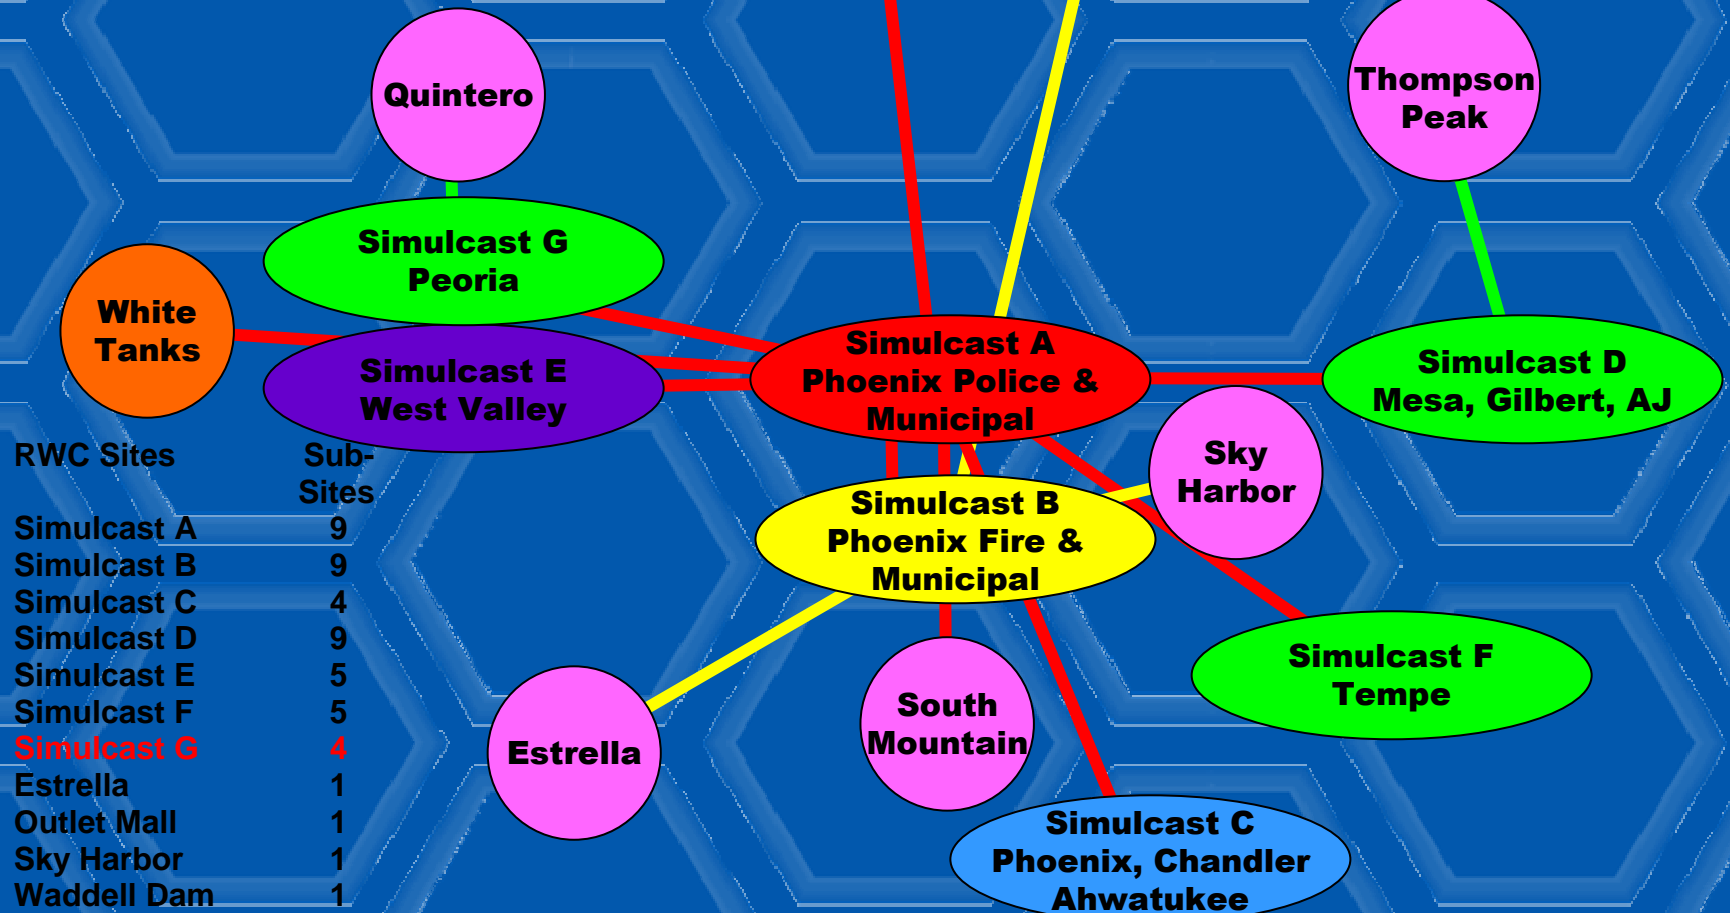 Quintero
Thompson
Peak
Simulcast G
Peoria
White
Tanks
Simulcast E
West Valley
Simulcast A
Phoenix Police &
Municipal
Simulcast D
Mesa, Gilbert, AJ
Sky
Harbor
Simulcast B
Phoenix Fire &
Municipal
Simulcast F
Tempe
South
Mountain
Estrella
Simulcast C
Phoenix, Chandler
Ahwatukee
RWC Sites Sub-
Sites
Simulcast A 9
Simulcast B 9
Simulcast C 4
Simulcast D 9
Simulcast E 5
Simulcast F 5
Simulcast G 4
Estrella 1
Outlet Mall 1
Sky Harbor 1
Waddell Dam 1